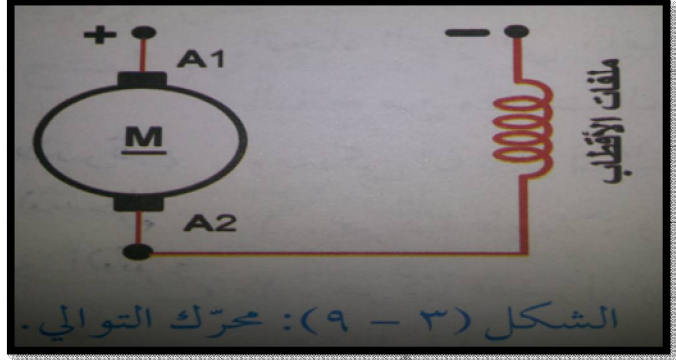 +
A1
−
M
ملفات الأقطاب
A2
الشكل (٣ - ٩): محرّك التوالي.